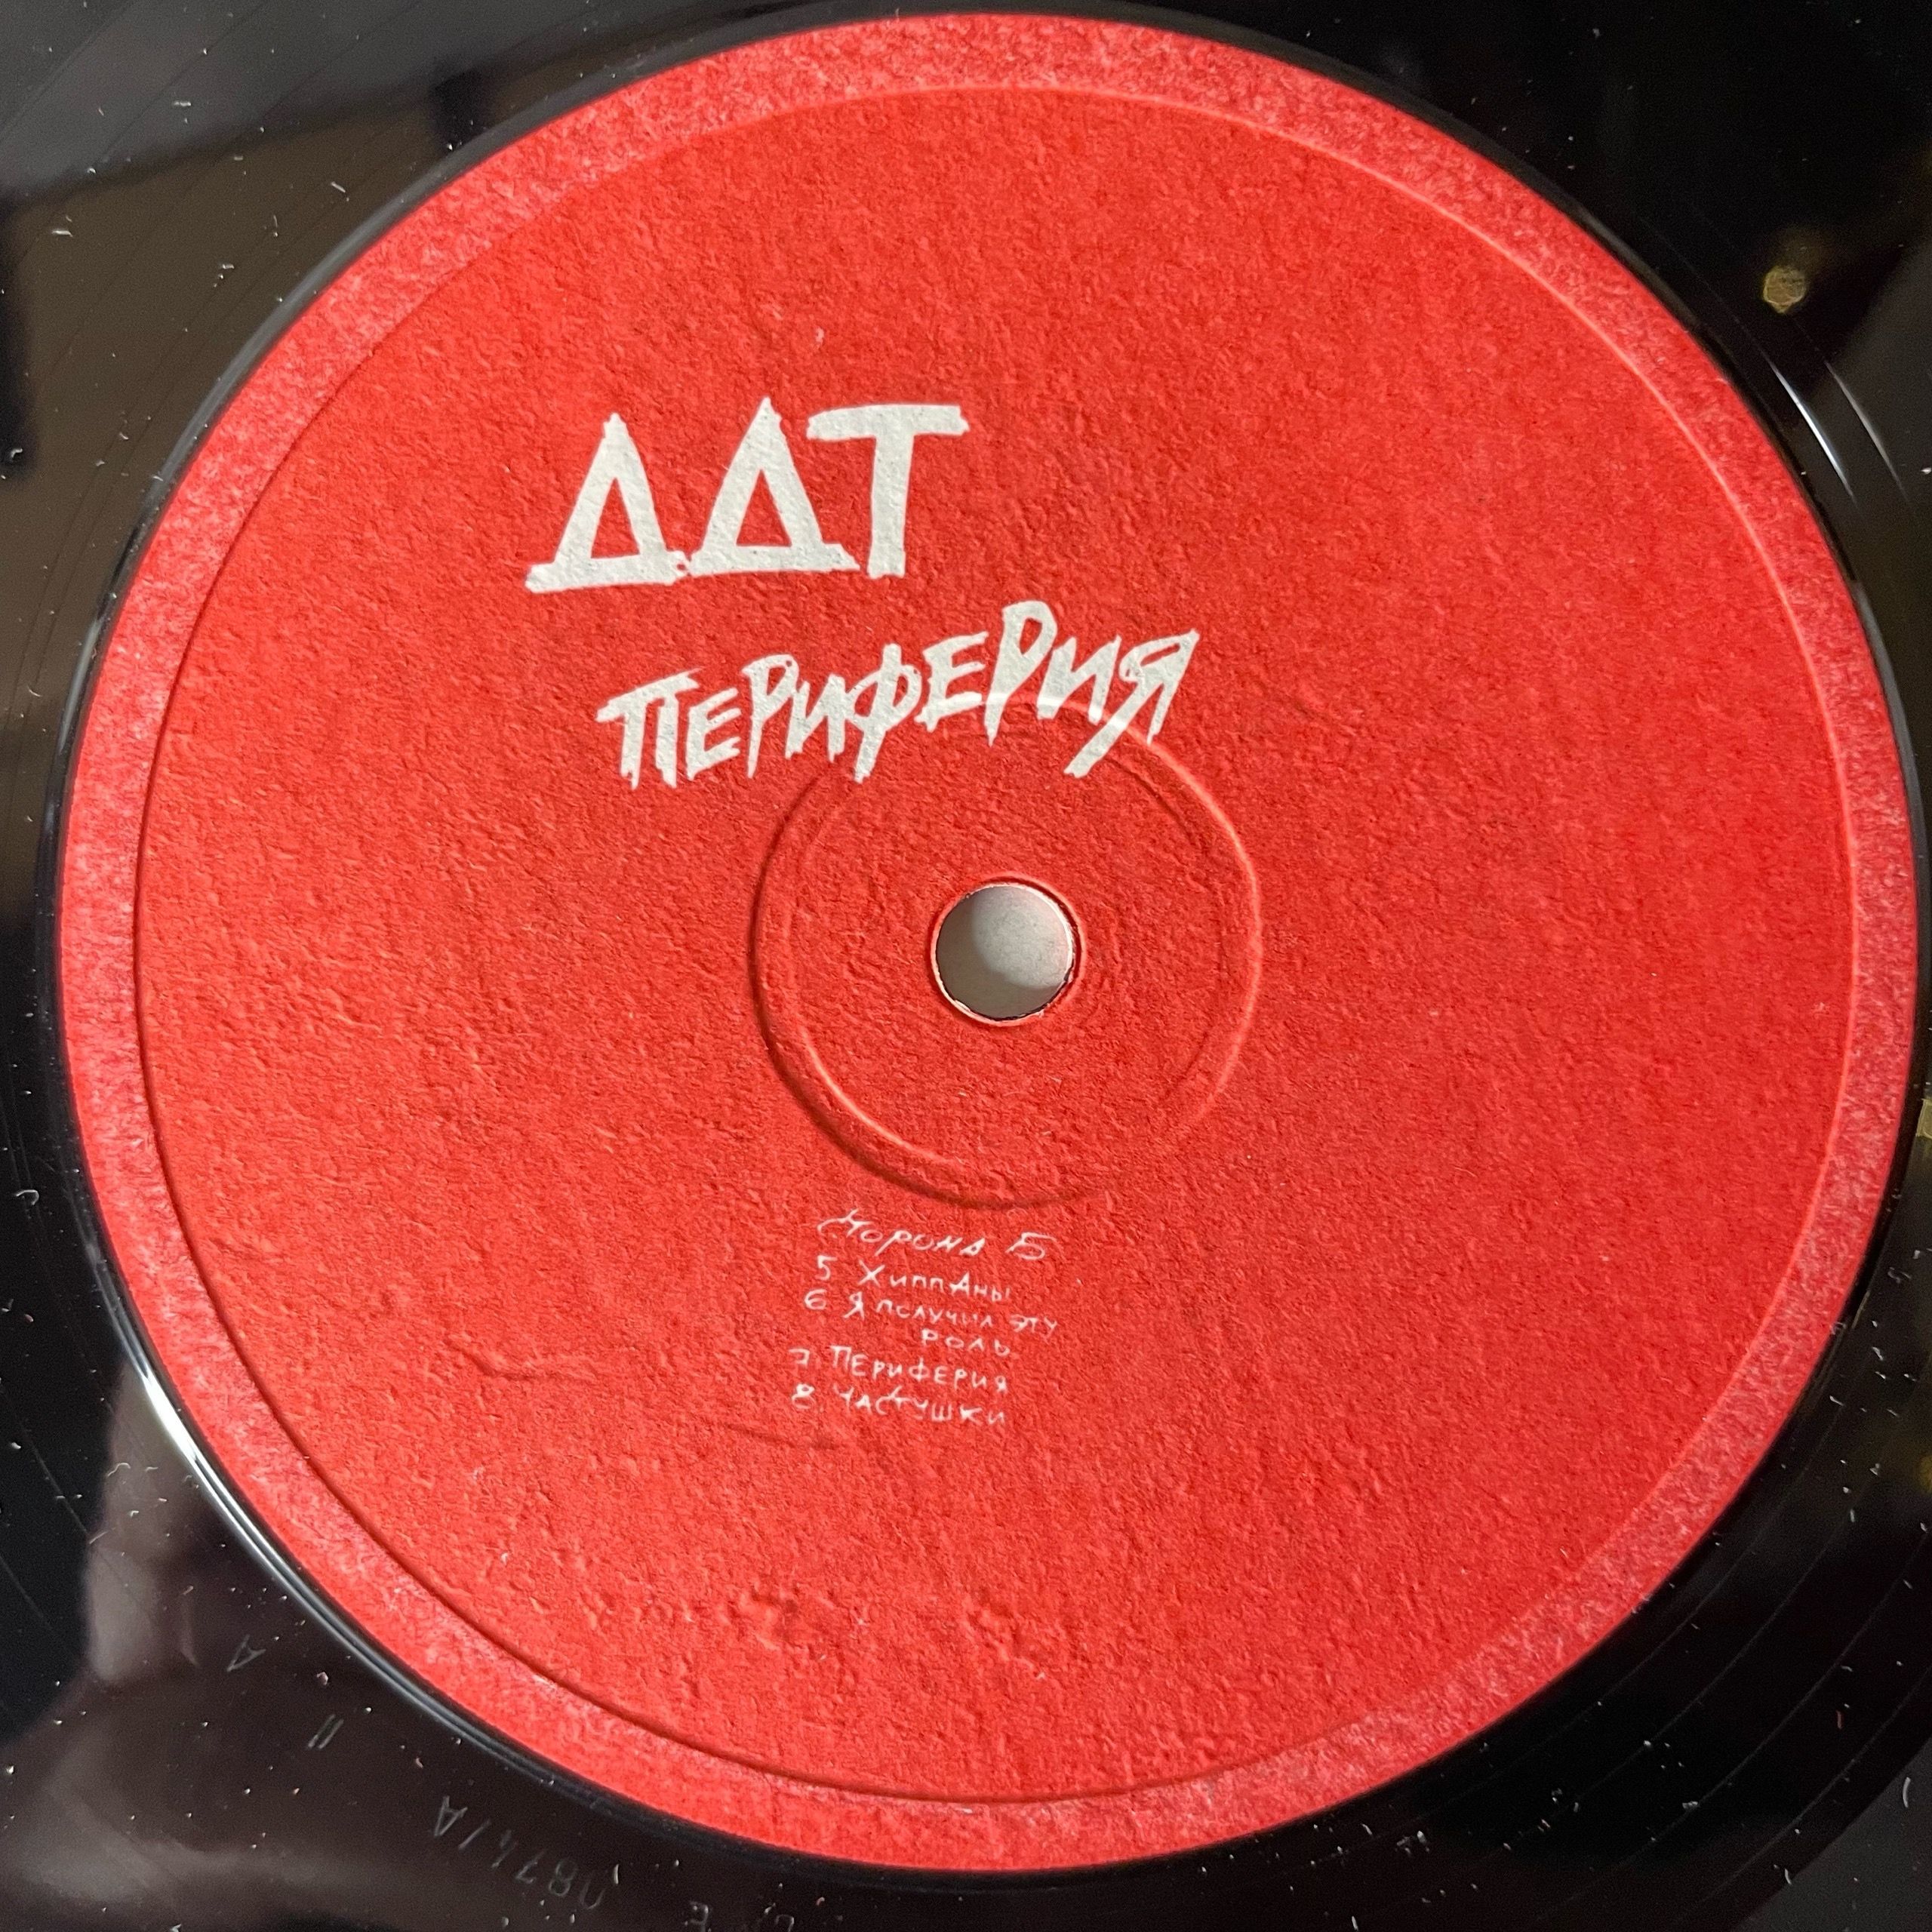 ДДТ
ПЕРИФЕРИЯ
Сторона Б
5. Хиппаны
6. Я получил эту
роль
7. Периферия
8. Частушки